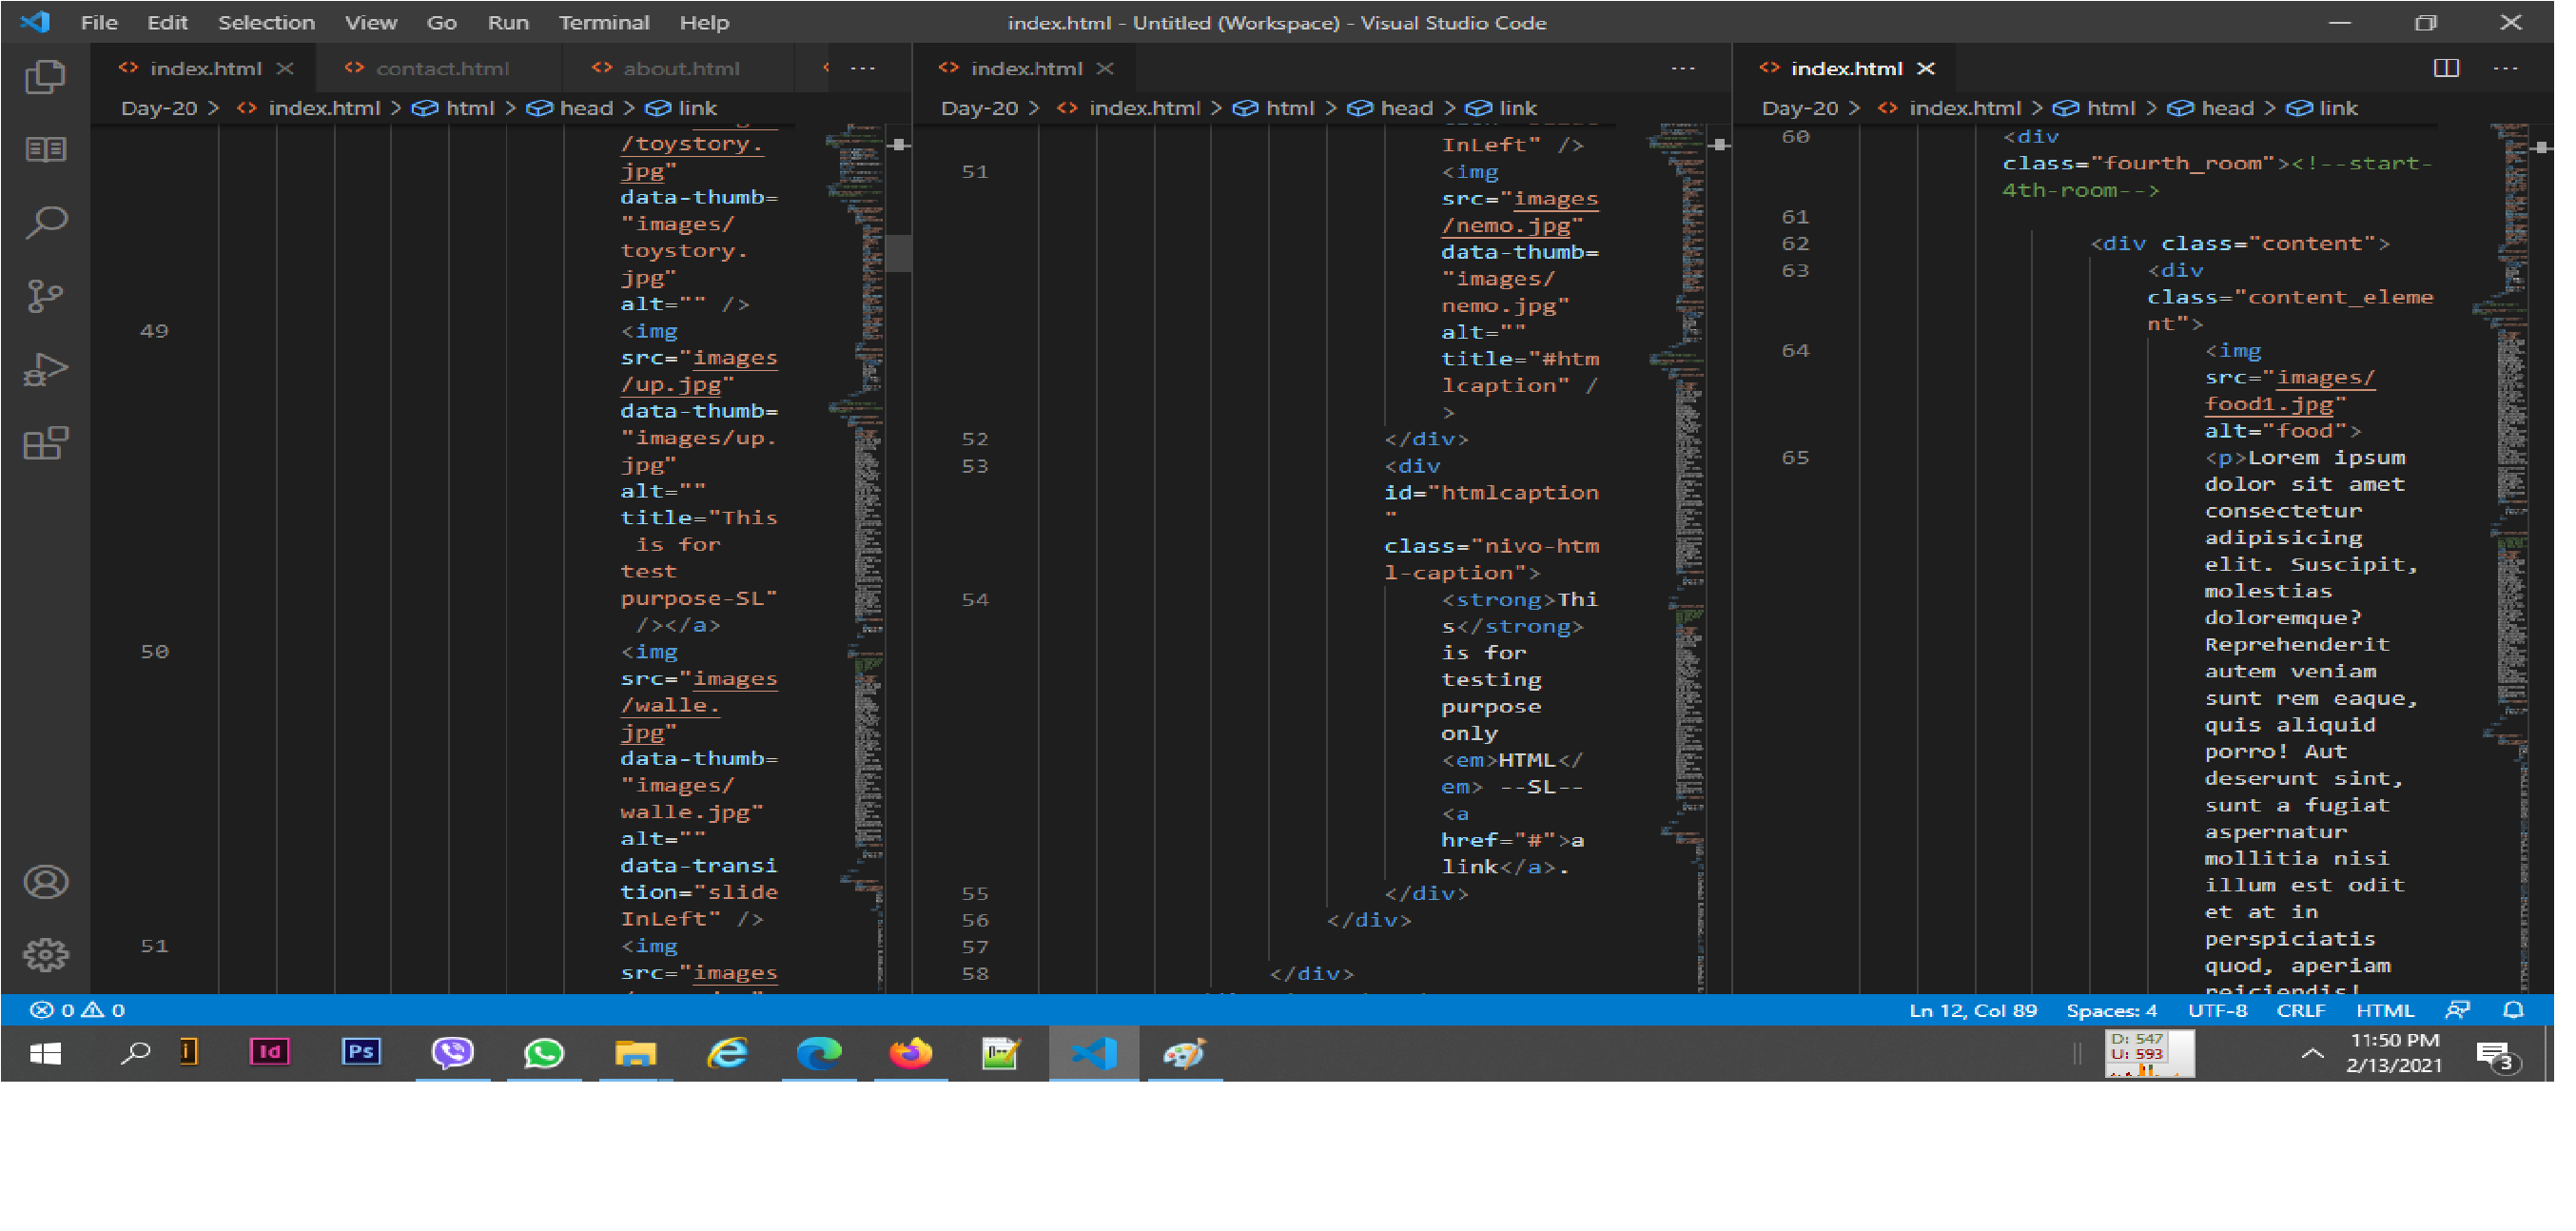 File Edit Selection View Go Run Terminal Help
index.html - Untitled (Workspace) - Visual Studio Code
index.html contact.html about.html
Day-20 > index.html > html > head > link
/toystory.
jpg"
data-thumb=
"images/
toystory.
jpg"
alt="" />
49 <img
src="images
/up.jpg"
data-thumb=
"images/up.
jpg"
alt=""
title="This
is for
test
purpose-SL"
/></a>
50 <img
src="images
/walle.
jpg"
data-thumb=
"images/
walle.jpg"
alt=""
data-transi
tion="slide
InLeft" />
51 <img
src="images
index.html
Day-20 > index.html > html > head > link
InLeft" />
51 <img
src="images
/nemo.jpg"
data-thumb=
"images/
nemo.jpg"
alt=""
title="#htm
lcaption" /
>
52 </div>
53 <div
id="htmlcaption
"
class="nivo-htm
l-caption">
54 <strong>Thi
s</strong>
is for
testing
purpose
only
<em>HTML</
em> --SL--
<a
href="#">a
link</a>.
55 </div>
56 </div>
57
58 </div>
index.html
Day-20 > index.html > html > head > link
60 <div
class="fourth_room"><!--start-
4th-room-->
61
62 <div class="content">
63 <div
class="content_eleme
nt">
64 <img
src="images/
food1.jpg"
alt="food">
65 <p>Lorem ipsum
dolor sit amet
consectetur
adipisicing
elit. Suscipit,
molestias
doloremque?
Reprehenderit
autem veniam
sunt rem eaque,
quis aliquid
porro! Aut
deserunt sint,
sunt a fugiat
aspernatur
mollitia nisi
illum est odit
et at in
perspiciatis
quod, aperiam
reiciendis!
0 0
Ln 12, Col 89 Spaces: 4 UTF-8 CRLF HTML
Id Ps
D: 547
U: 593
11:50 PM
2/13/2021
3